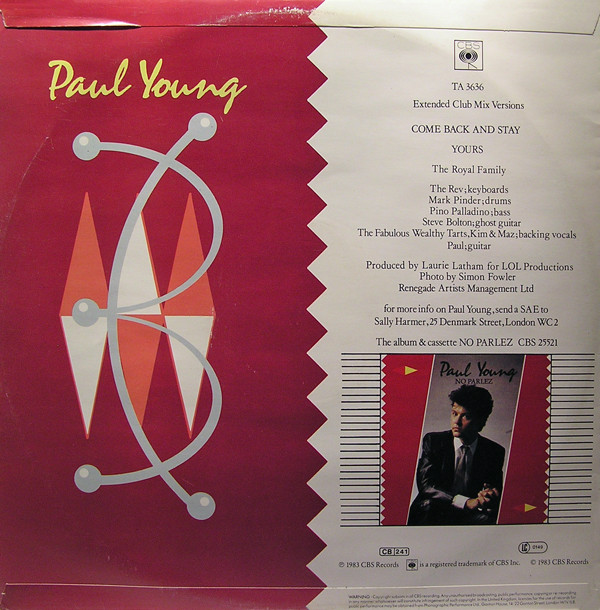 Paul Young
CBS
TA 3636
Extended Club Mix Versions
COME BACK AND STAY
YOURS
The Royal Family
The Rev;keyboards
Mark Pinder;drums
Pino Palladino;bass
Steve Bolton;ghost guitar
The Fabulous Wealthy Tarts,Kim & Maz;backing vocals
Paul;guitar
Produced by Laurie Latham for LOL Productions
Photo by Simon Fowler
Renegade Artists Management Ltd
for more info on Paul Young,send a SAE to
Sally Harmer,25 Denmark Street,London WC2
The album & cassette NO PARLEZ CBS 25521
Paul Young
NO PARLEZ
CB 241
℗ 1983 CBS Records
is a registered trademark of CBS Inc.
© 1983 CBS Records